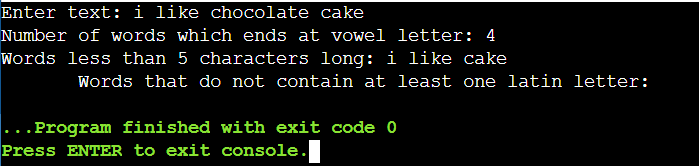 Enter text: i like chocolate cake
Number of words which ends at vowel letter: 4
Words less than 5 characters long: i like cake
Words that do not contain at least one latin letter:
...Program finished with exit code 0
Press ENTER to exit console.